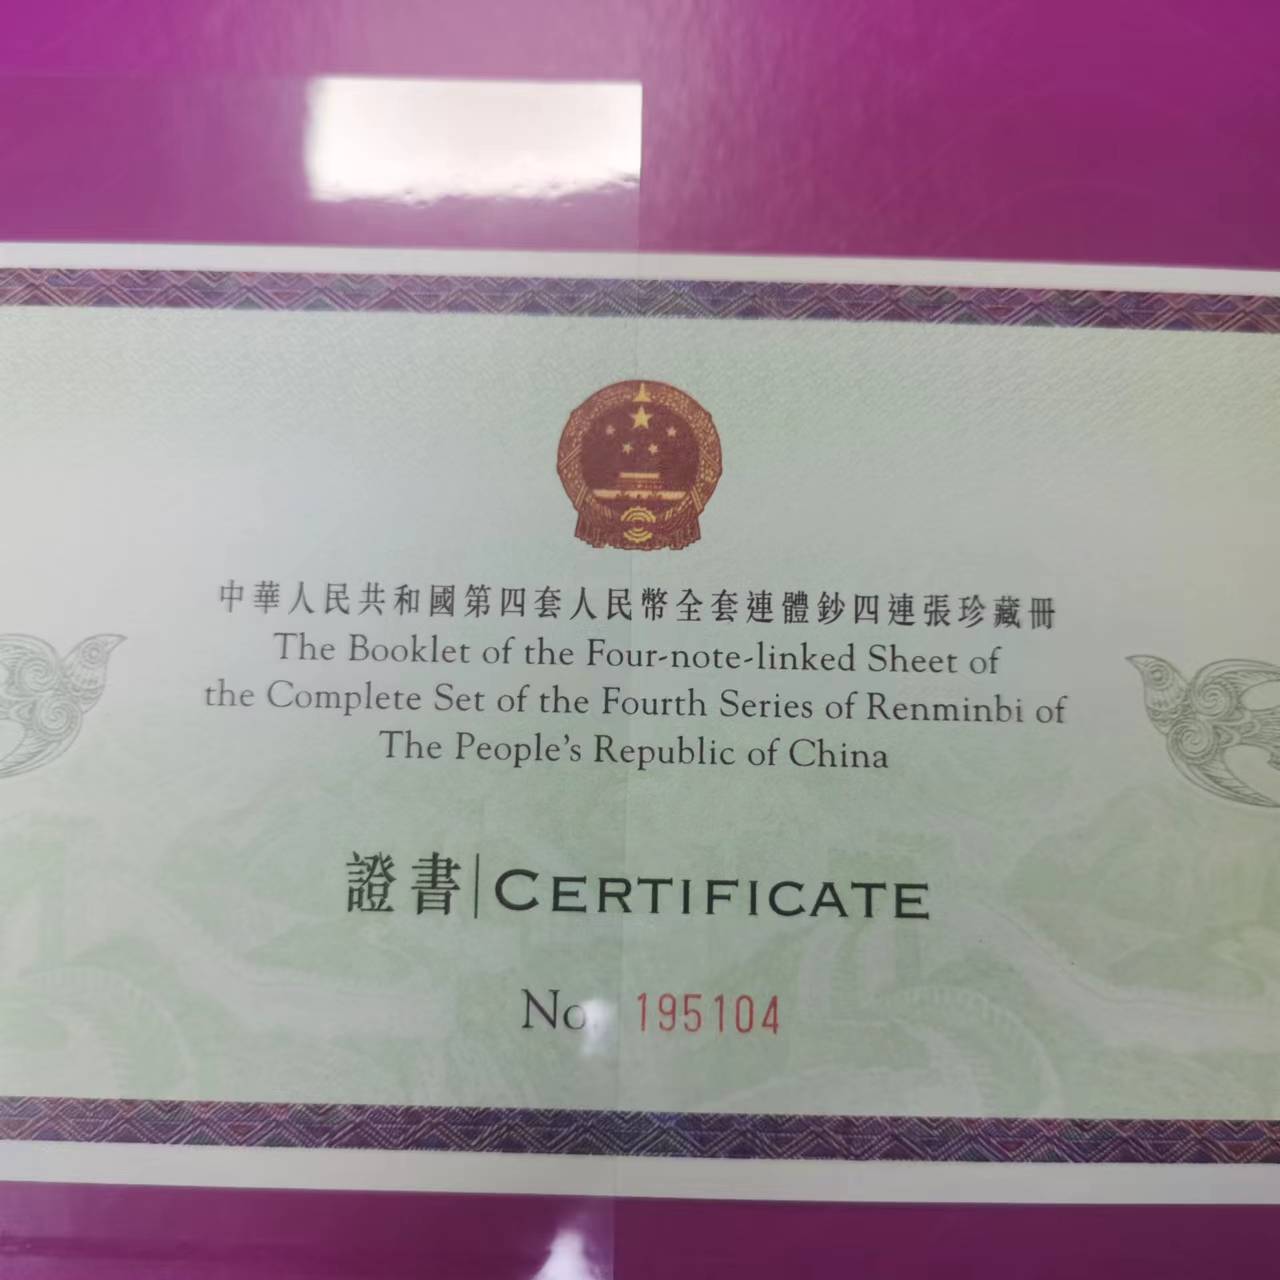 中華人民共和國第四套人民幣全套連體鈔四連張珍藏冊
The Booklet of the Four-note-linked Sheet of
the Complete Set of the Fourth Series of Renminbi of
The People's Republic of China
證書|CERTIFICATE
No. 195104